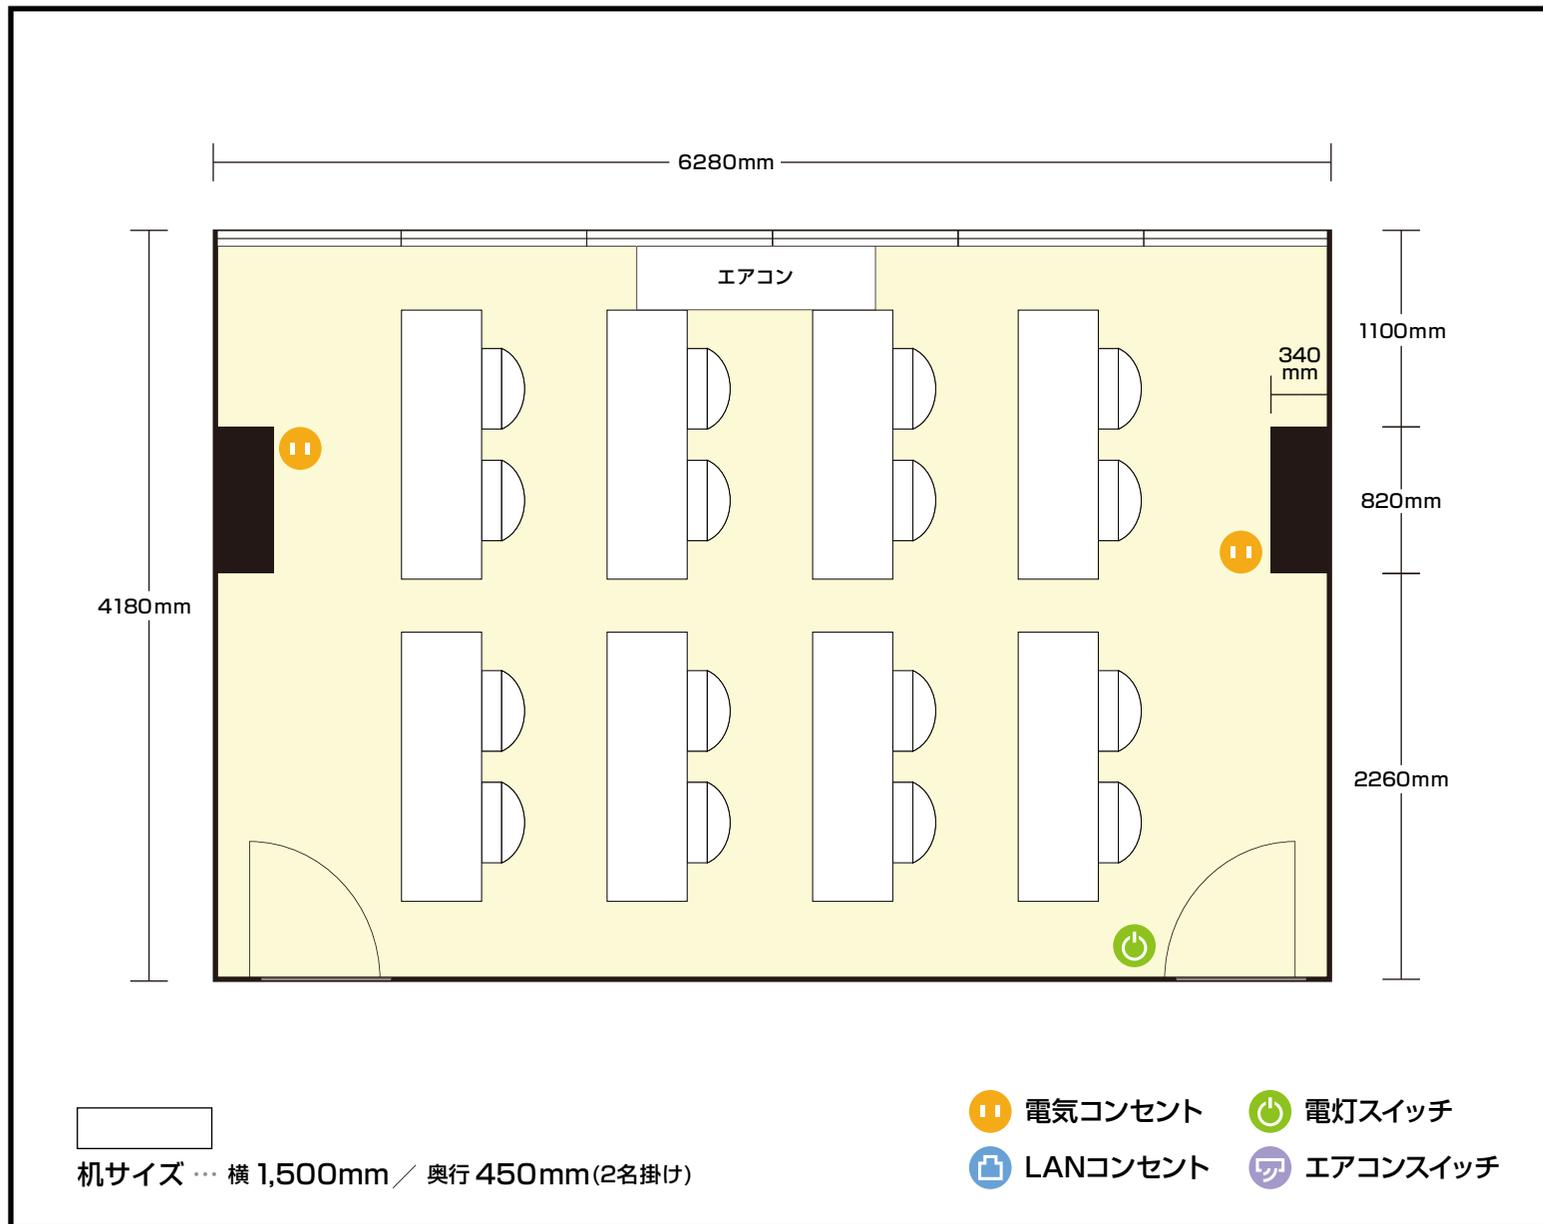 6280mm
エアコン
1100mm
340
mm
820mm
4180mm
2260mm
電気コンセント
電灯スイッチ
LANコンセント
エアコンスイッチ
机サイズ … 横 1,500mm ／ 奥行 450mm (2名掛け)